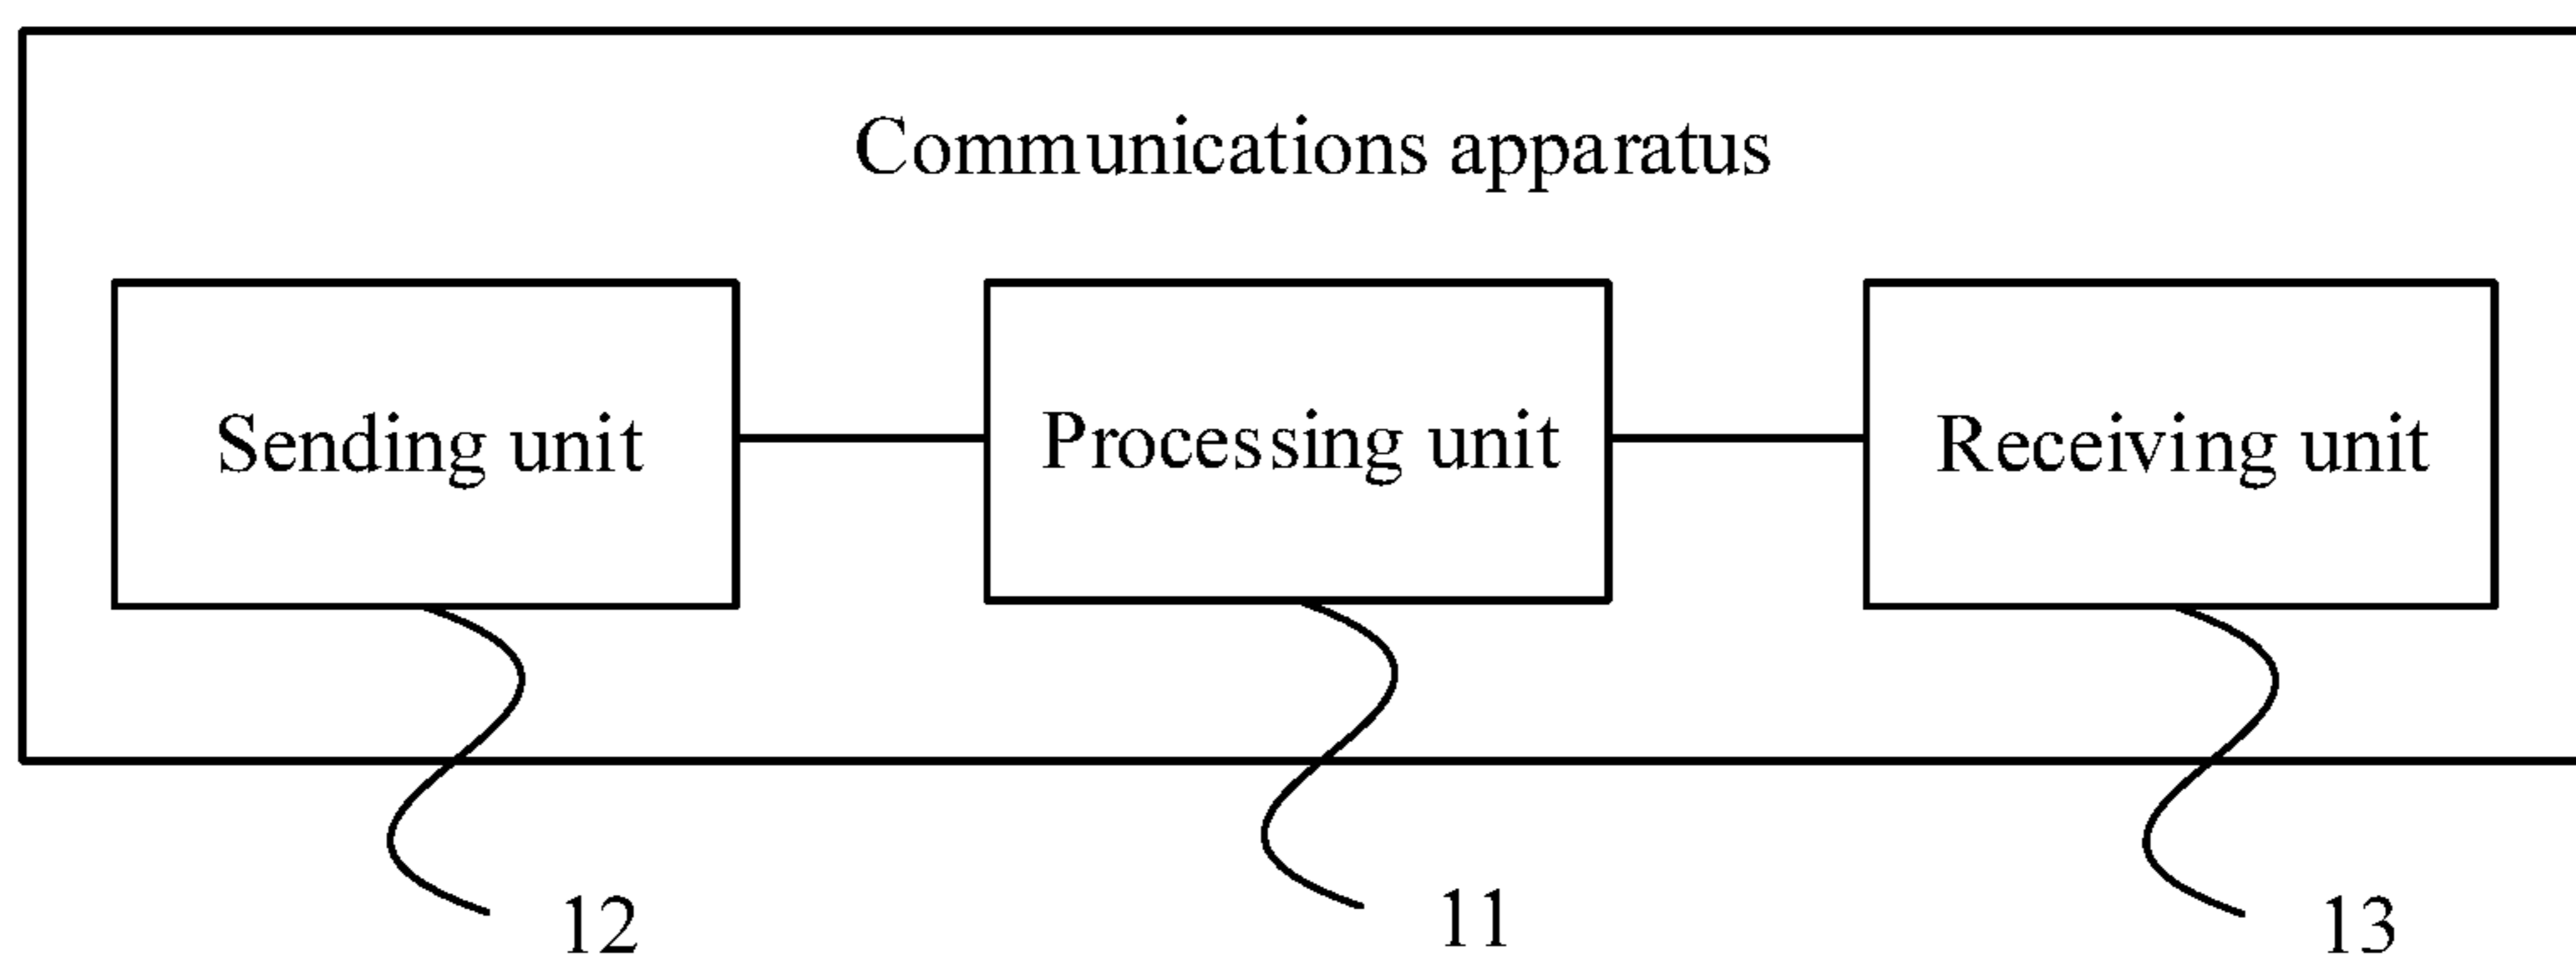 Communications apparatus
Sending unit
Processing unit
Receiving unit
12
11
13